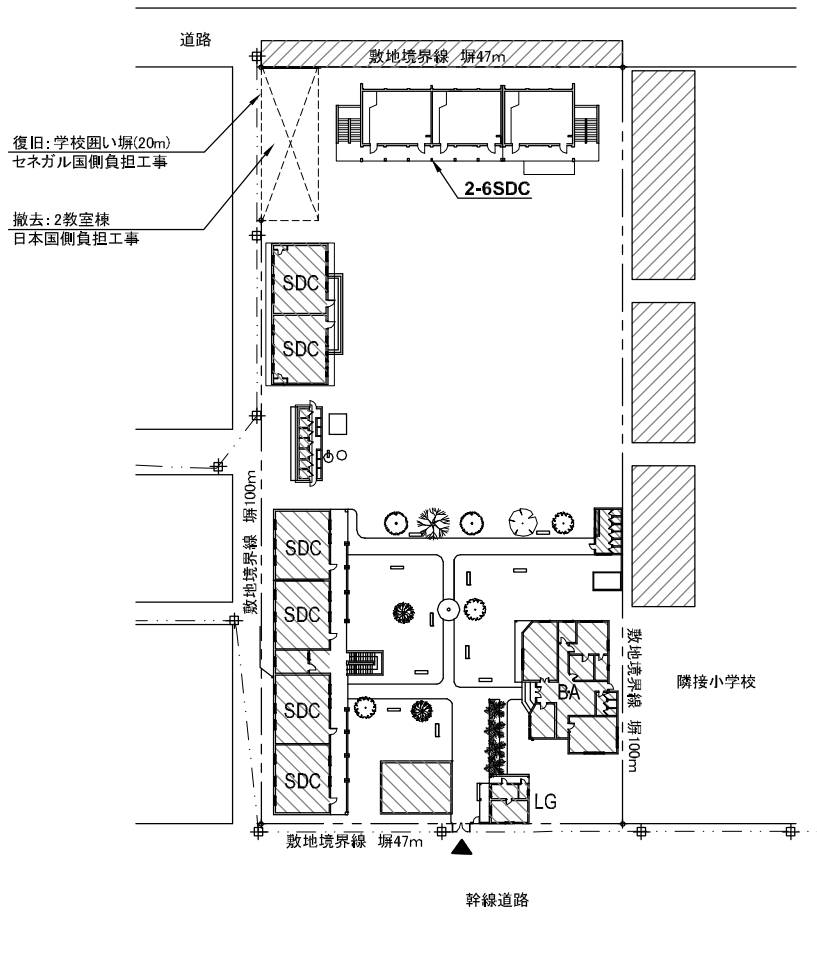 道路
敷地境界線 塀47m
復旧：学校囲い塀(20m)
セネガル国側負担工事
2-6SDC
撤去：2教室棟
日本国側負担工事
SDC
SDC
敷地境界線 塀100m
SDC
SDC
SDC
SDC
BA
敷地境界線 塀100m
隣接小学校
LG
敷地境界線 塀47m
幹線道路